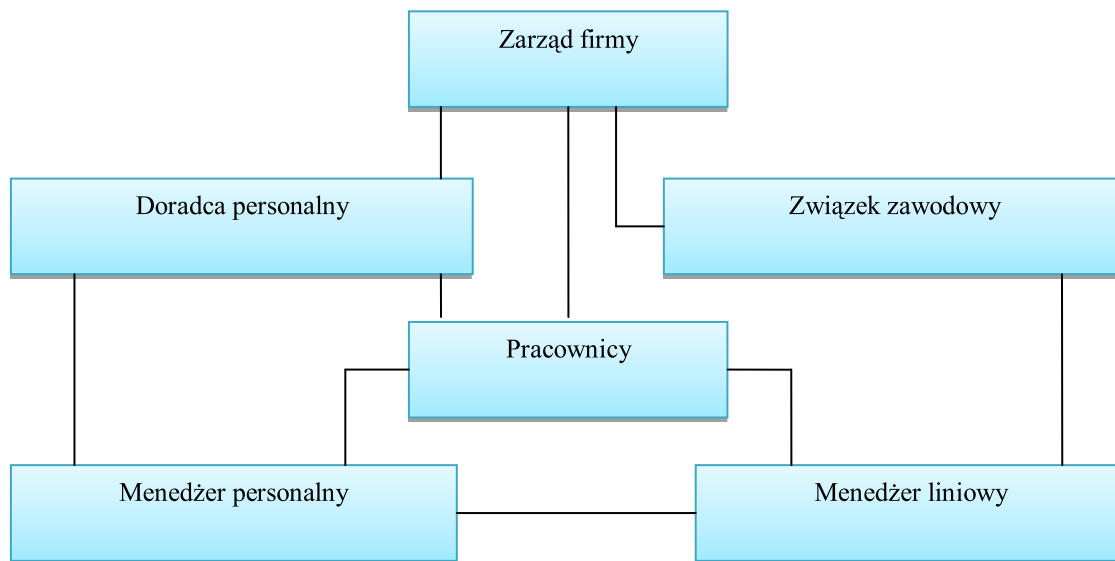 Zarząd firmy
Doradca personalny
Związek zawodowy
Pracownicy
Menedżer personalny
Menedżer liniowy